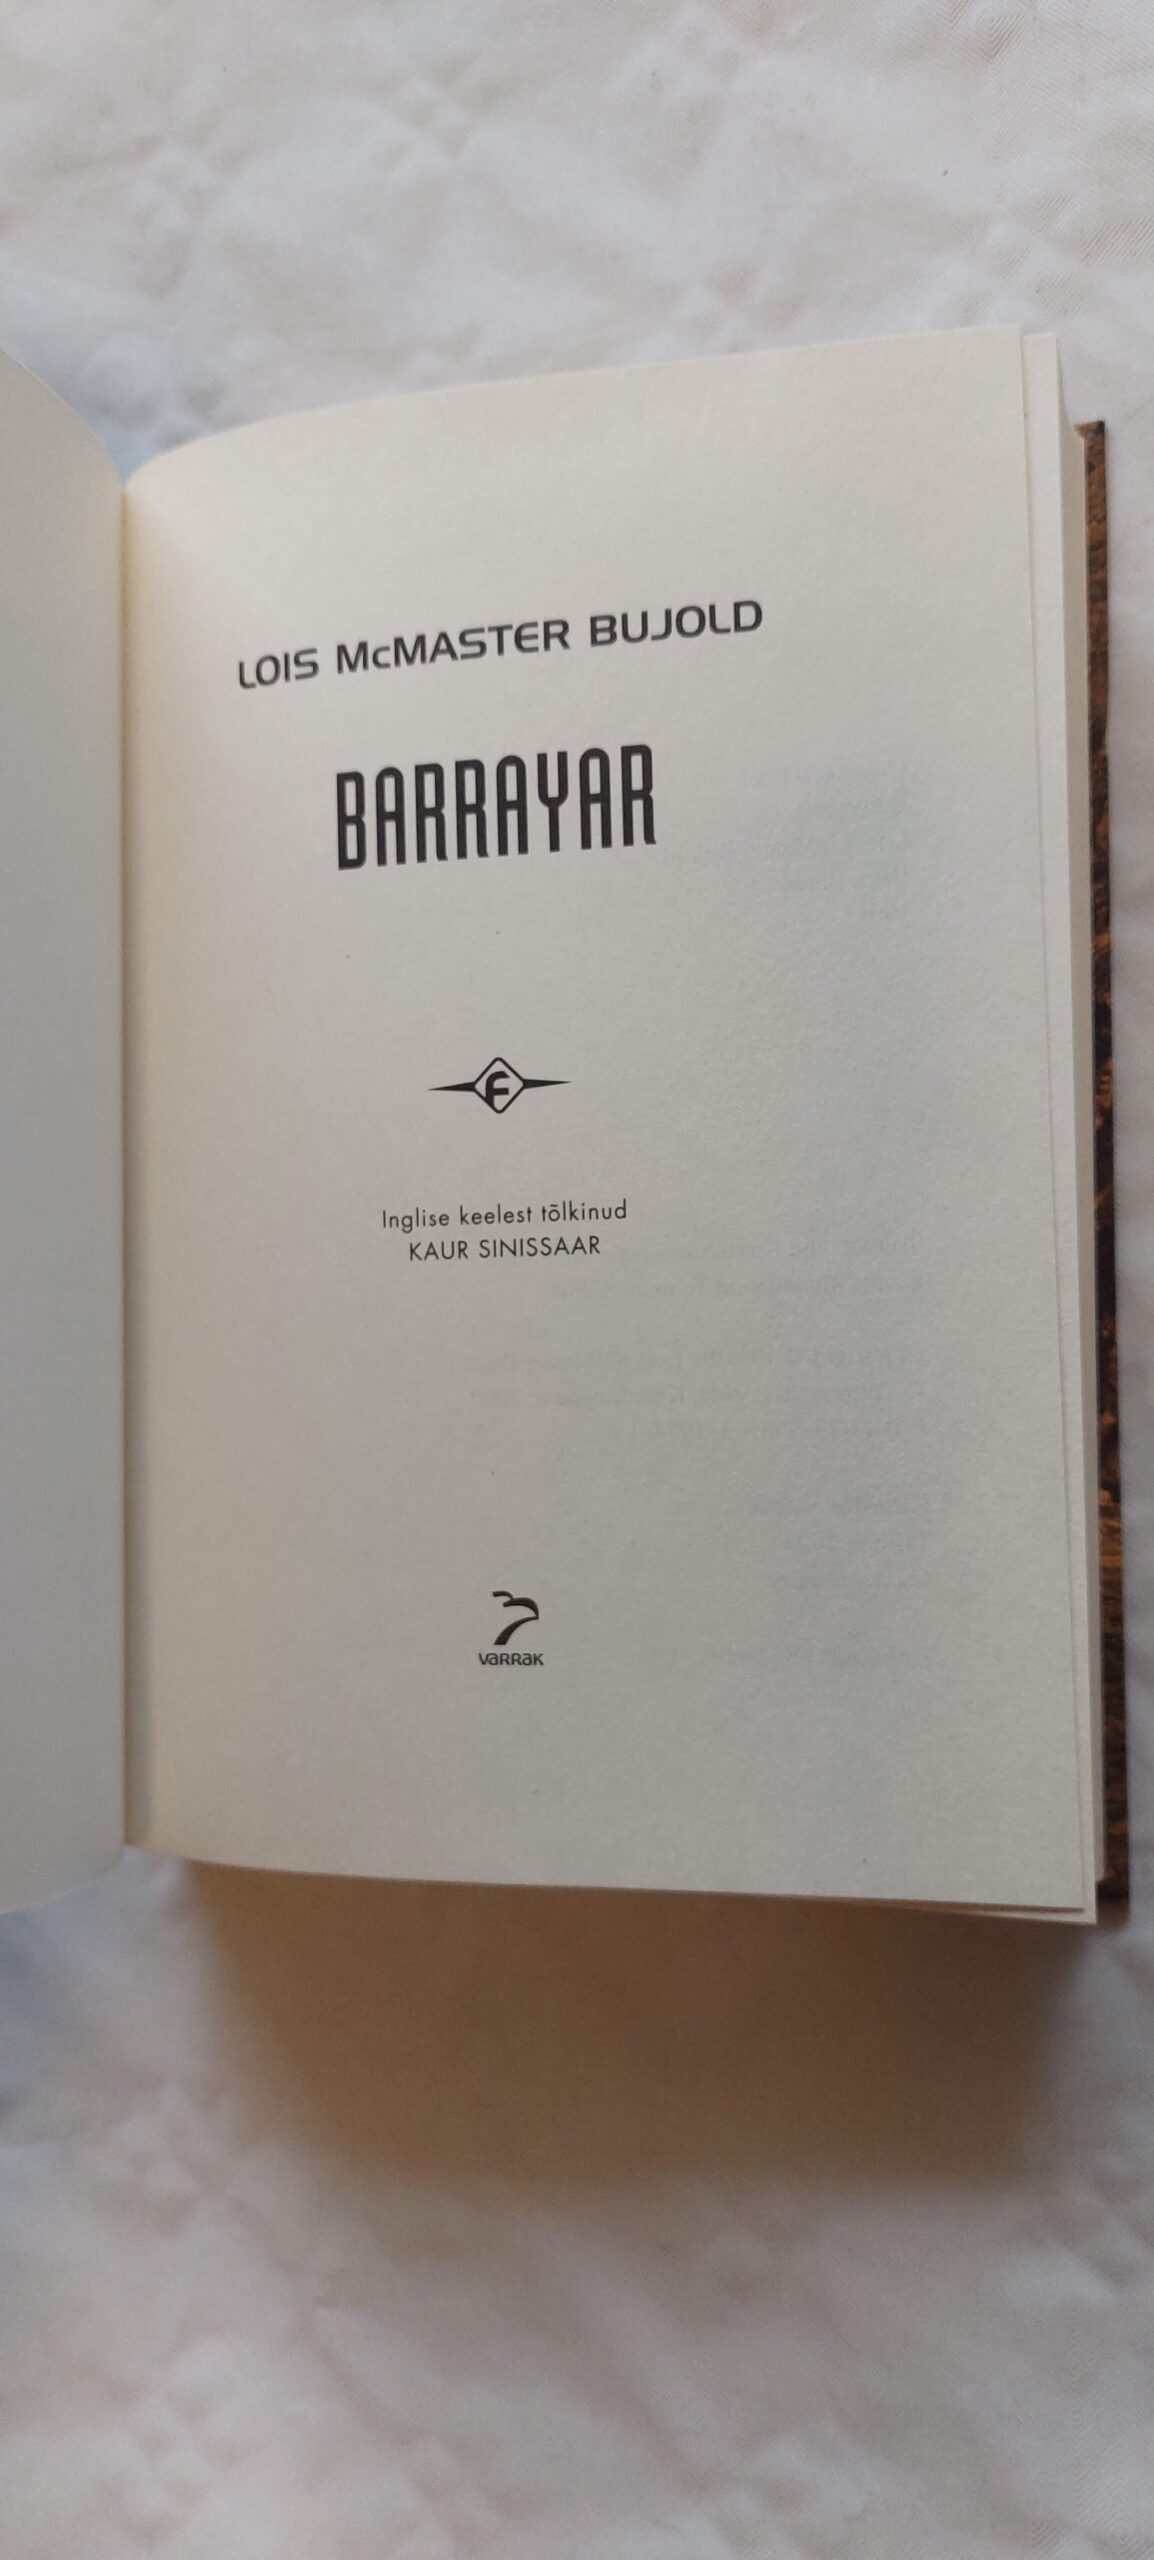 LOIS McMASTER BUJOLD
BARRAYAR
F
Inglise keelest tõlkinud
KAUR SINISSAAR
VARRAK